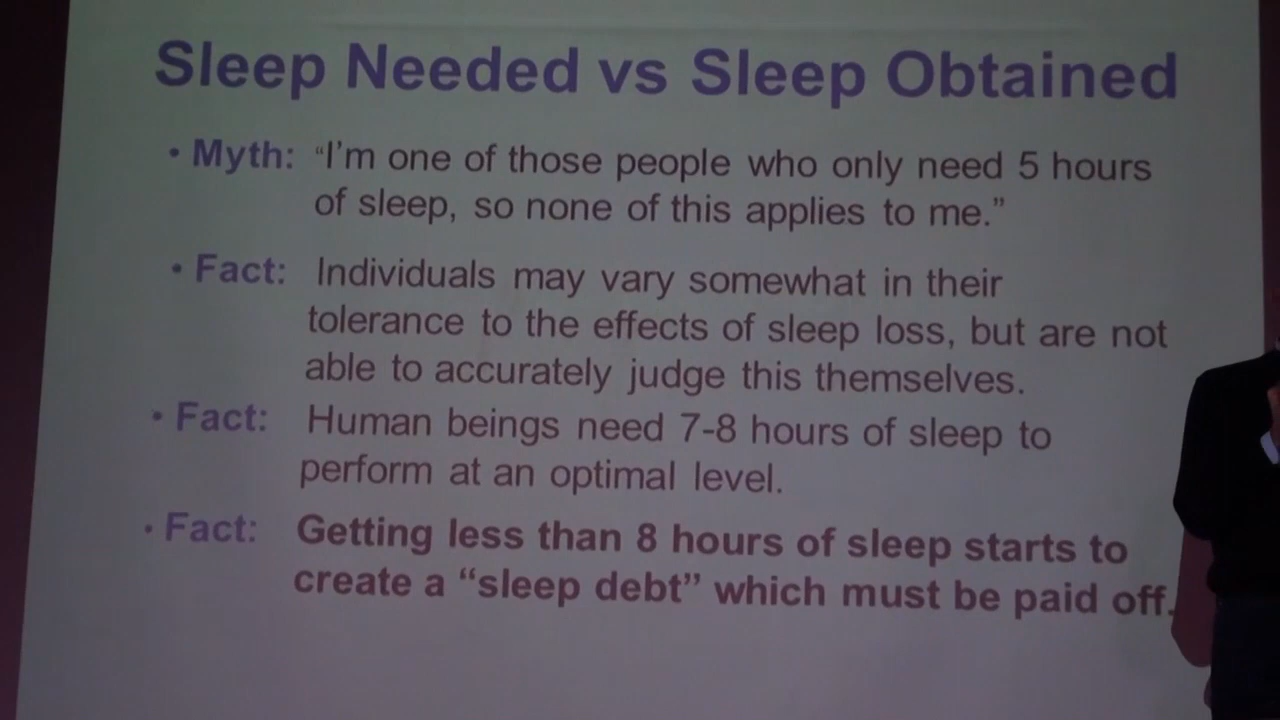 Sleep Needed vs Sleep Obtained
• Myth: “I’m one of those people who only need 5 hours
of sleep, so none of this applies to me.”
• Fact: Individuals may vary somewhat in their
tolerance to the effects of sleep loss, but are not
able to accurately judge this themselves.
• Fact: Human beings need 7-8 hours of sleep to
perform at an optimal level.
• Fact: Getting less than 8 hours of sleep starts to
create a “sleep debt” which must be paid off.